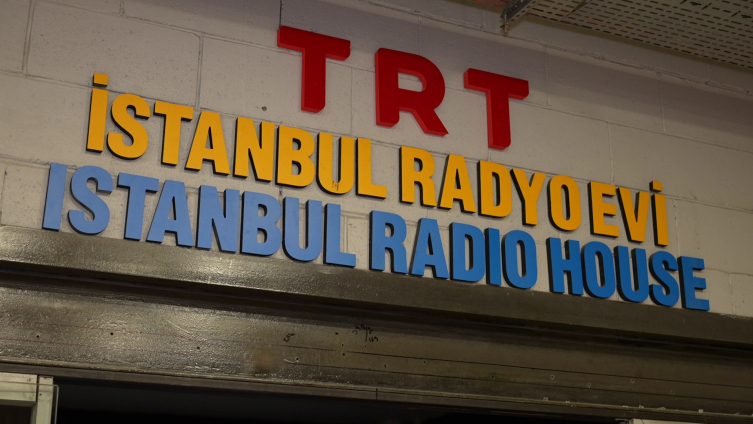 TRT
İSTANBUL RADYO EVİ
ISTANBUL RADIO HOUSE